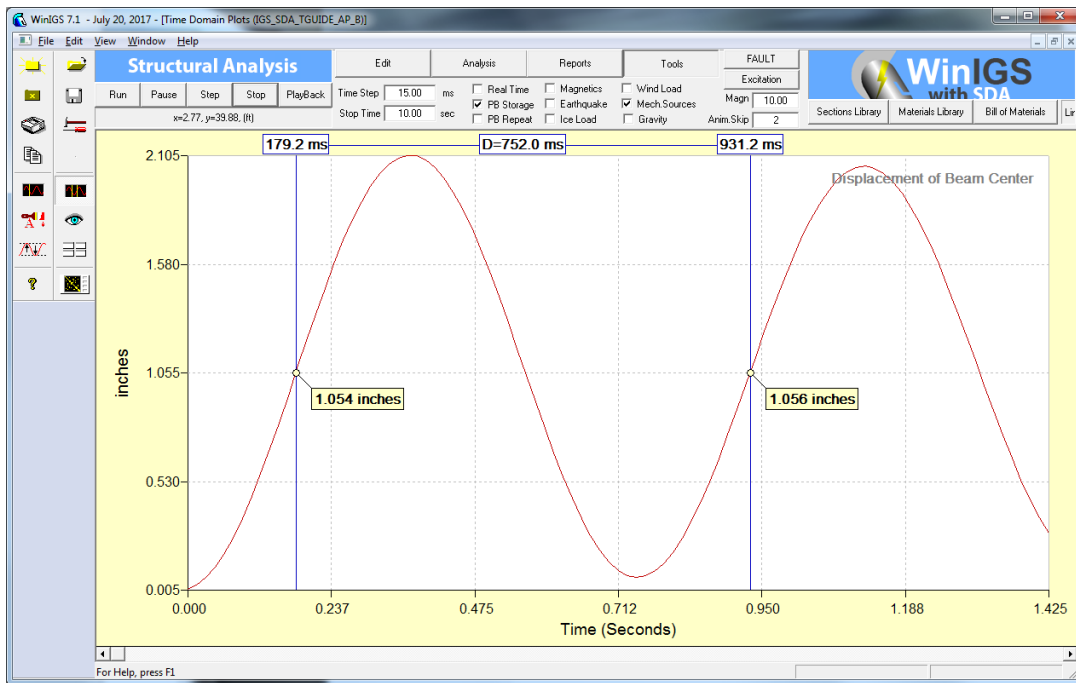 WinIGS 7.1 - July 20, 2017 - [Time Domain Plots (IGS_SDA_TGUIDE_AP_B)]
File Edit View Window Help
Structural Analysis
Edit Analysis Reports Tools
FAULT
Excitation
Run Pause Step Stop PlayBack
x=2.77, y=39.88, (ft)
Time Step 15.00 ms
Stop Time 10.00 sec
Real Time Magnetics Wind Load
PB Storage Earthquake Mech.Sources
PB Repeat Ice Load Gravity
Magn 10.00
Anim.Skip 2
WinIGS
with SDA
Sections Library Materials Library Bill of Materials Lir
179.2 ms D=752.0 ms 931.2 ms
Displacement of Beam Center
2.105
1.580
1.055
0.530
0.005
inches
1.054 inches
1.056 inches
0.000 0.237 0.475 0.712 0.950 1.188 1.425
Time (Seconds)
For Help, press F1